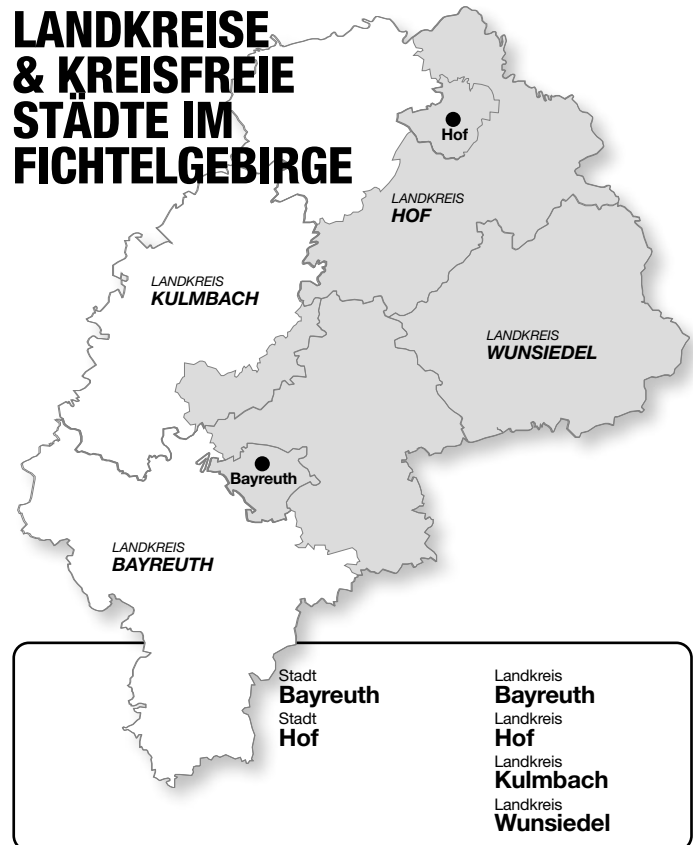 LANDKREISE
& KREISFREIE
STÄDTE IM
FICHTELGEBIRGE
Hof
LANDKREIS
HOF
LANDKREIS
KULMBACH
LANDKREIS
WUNSIEDEL
Bayreuth
LANDKREIS
BAYREUTH
Stadt
Bayreuth
Stadt
Hof
Landkreis
Bayreuth
Landkreis
Hof
Landkreis
Kulmbach
Landkreis
Wunsiedel